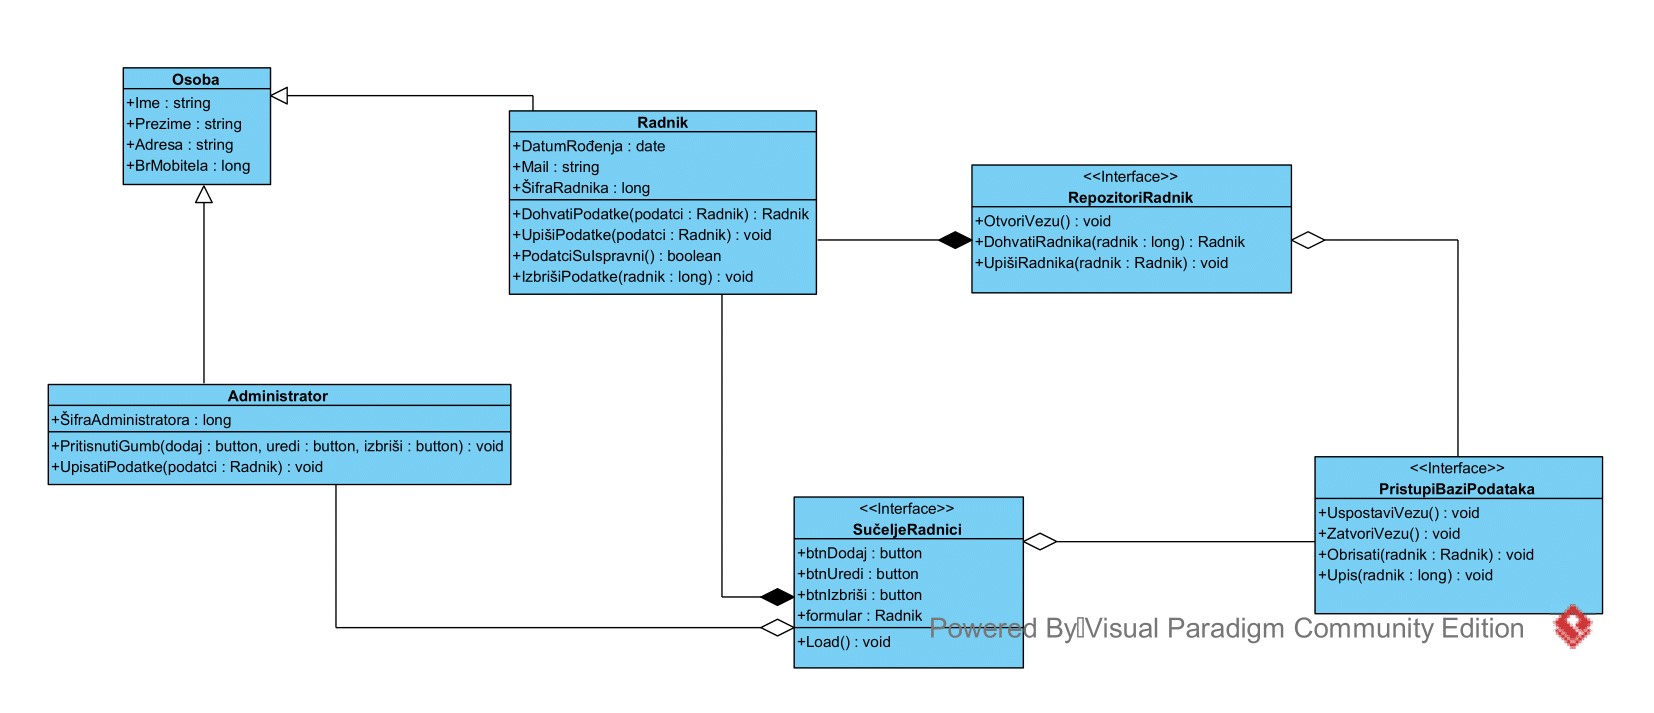 Osoba
+Ime : string
+Prezime : string
+Adresa : string
+BrMobitela : long
Radnik
+DatumRođenja : date
+Mail : string
+ŠifraRadnika : long
+DohvatiPodatke(podatci : Radnik) : Radnik
+UpišiPodatke(podatci : Radnik) : void
+PodatciSuIspravni() : boolean
+IzbrišiPodatke(radnik : long) : void
<<Interface>>
RepozitoriRadnik
+OtvoriVezu() : void
+DohvatiRadnika(radnik : long) : Radnik
+UpišiRadnika(radnik : Radnik) : void
Administrator
+ŠifraAdministratora : long
+PritisnutiGumb(dodaj : button, uredi : button, izbriši : button) : void
+UpisatiPodatke(podatci : Radnik) : void
<<Interface>>
SučeljeRadnici
+btnDodaj : button
+btnUredi : button
+btnIzbriši : button
+formular : Radnik
+Load() : void
<<Interface>>
PristupiBaziPodataka
+UspostaviVezu() : void
+ZatvoriVezu() : void
+Obrisati(radnik : Radnik) : void
+Upis(radnik : long) : void
Powered By Visual Paradigm Community Edition